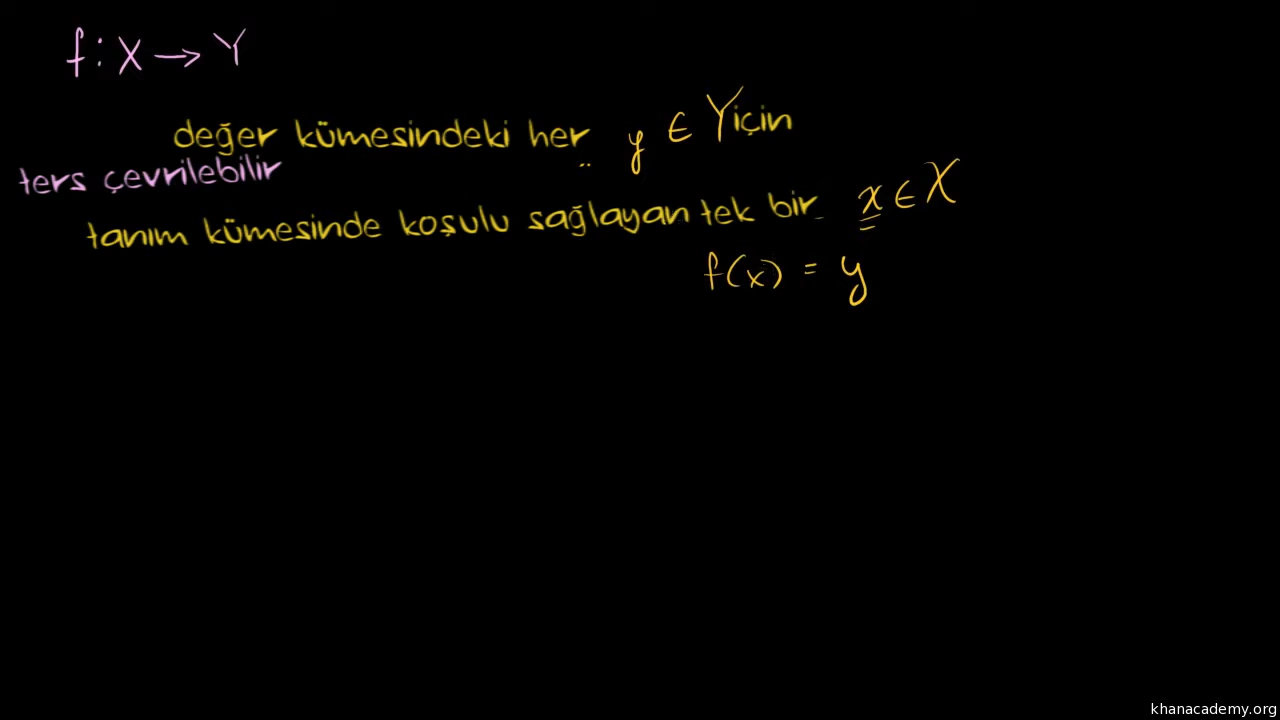 f: X → Y
değer kümesindeki her y ∈ Y için
ters çevrilebilir
tanım kümesinde koşulu sağlayan tek bir x ∈ X
f(x) = y
khanacademy.org